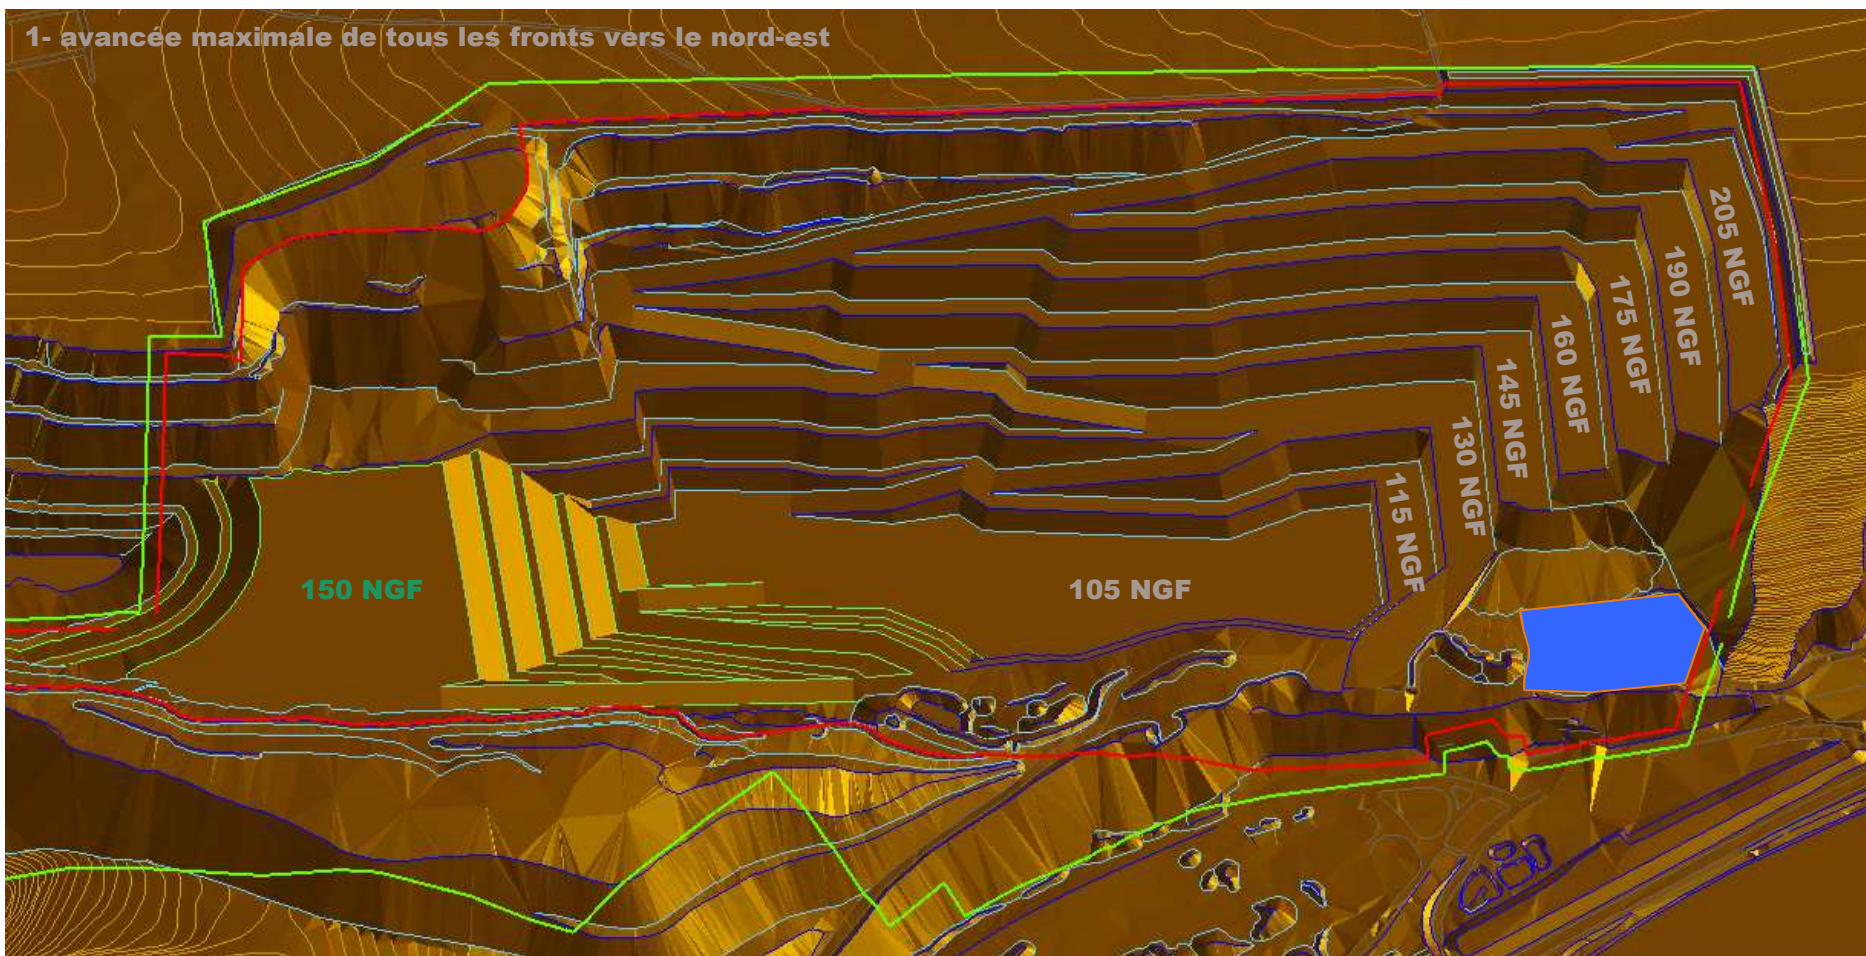 1- avancée maximale de tous les fronts vers le nord-est
205 NGF
190 NGF
175 NGF
160 NGF
145 NGF
130 NGF
115 NGF
150 NGF
105 NGF